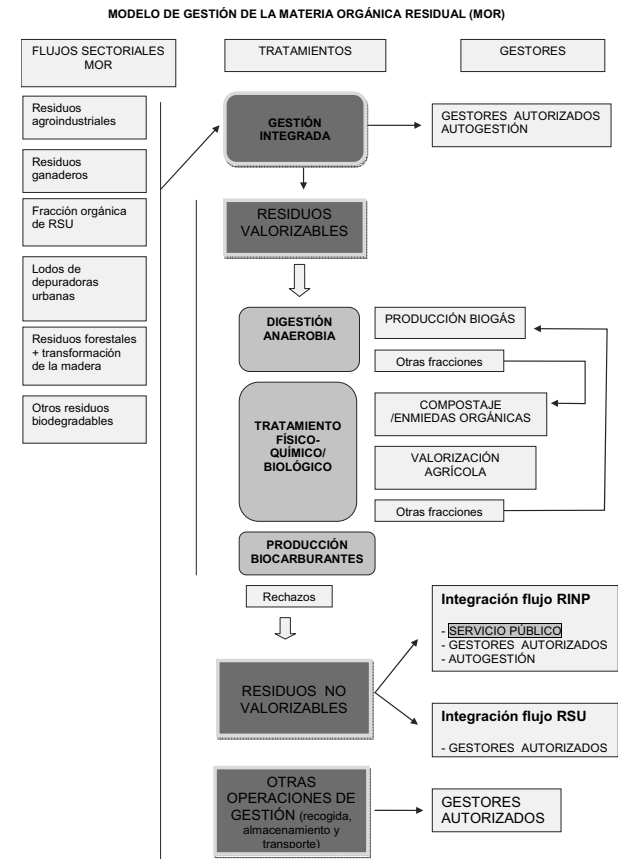 MODELO DE GESTIÓN DE LA MATERIA ORGÁNICA RESIDUAL (MOR)
FLUJOS SECTORIALES
MOR
TRATAMIENTOS
GESTORES
Residuos
agroindustriales
Residuos
ganaderos
Fracción orgánica
de RSU
Lodos de
depuradoras
urbanas
Residuos forestales
+ transformación
de la madera
Otros residuos
biodegradables
GESTIÓN
INTEGRADA
GESTORES AUTORIZADOS
AUTOGESTIÓN
RESIDUOS
VALORIZABLES
DIGESTIÓN
ANAEROBIA
PRODUCCIÓN BIOGÁS
Otras fracciones
TRATAMIENTO
FÍSICO-
QUÍMICO/
BIOLÓGICO
COMPOSTAJE
/ENMIEDAS ORGÁNICAS
VALORIZACIÓN
AGRÍCOLA
Otras fracciones
PRODUCCIÓN
BIOCARBURANTES
Rechazos
RESIDUOS NO
VALORIZABLES
Integración flujo RINP
- SERVICIO PÚBLICO
- GESTORES AUTORIZADOS
- AUTOGESTIÓN
Integración flujo RSU
- GESTORES AUTORIZADOS
OTRAS
OPERACIONES DE
GESTIÓN (recogida,
almacenamiento y
transporte)
GESTORES
AUTORIZADOS